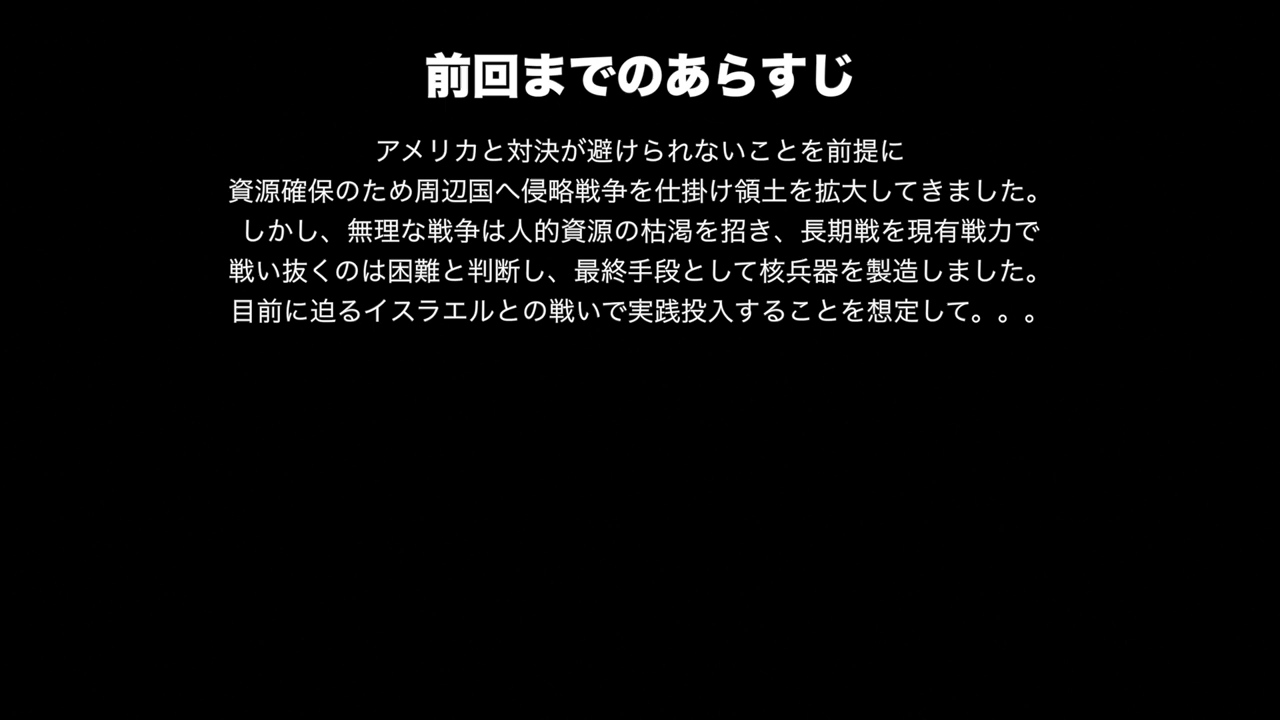 前回までのあらすじ
アメリカと対決が避けられないことを前提に
資源確保のため周辺国へ侵略戦争を仕掛け領土を拡大してきました。
しかし、無理な戦争は人的資源の枯渇を招き、長期戦を現有戦力で
戦い抜くのは困難と判断し、最終手段として核兵器を製造しました。
目前に迫るイスラエルとの戦いで実践投入することを想定して。。。